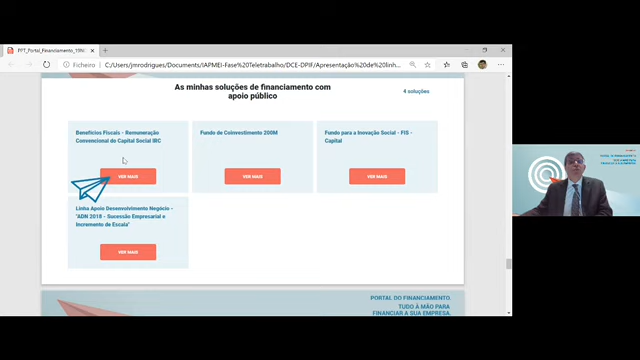 PPT_Portal_Financiamento_19N
Ficheiro
C:/Users/jmrodrigues/Documents/IAPMEI-Fase%20Teletrabalho/DCE-DPIF/Apresentação%20de%20linh...
As minhas soluções de financiamento com
apoio público
4 soluções
Benefícios Fiscais - Remuneração
Convencional do Capital Social IRC
VER MAIS
Fundo de Coinvestimento 200M
VER MAIS
Fundo para a Inovação Social - FIS -
Capital
VER MAIS
Linha Apoio Desenvolvimento Negócio -
"ADN 2018 - Sucessão Empresarial e
Incremento de Escala"
VER MAIS
PORTAL DO FINANCIAMENTO.
TUDO À MÃO PARA
FINANCIAR A SUA EMPRESA.